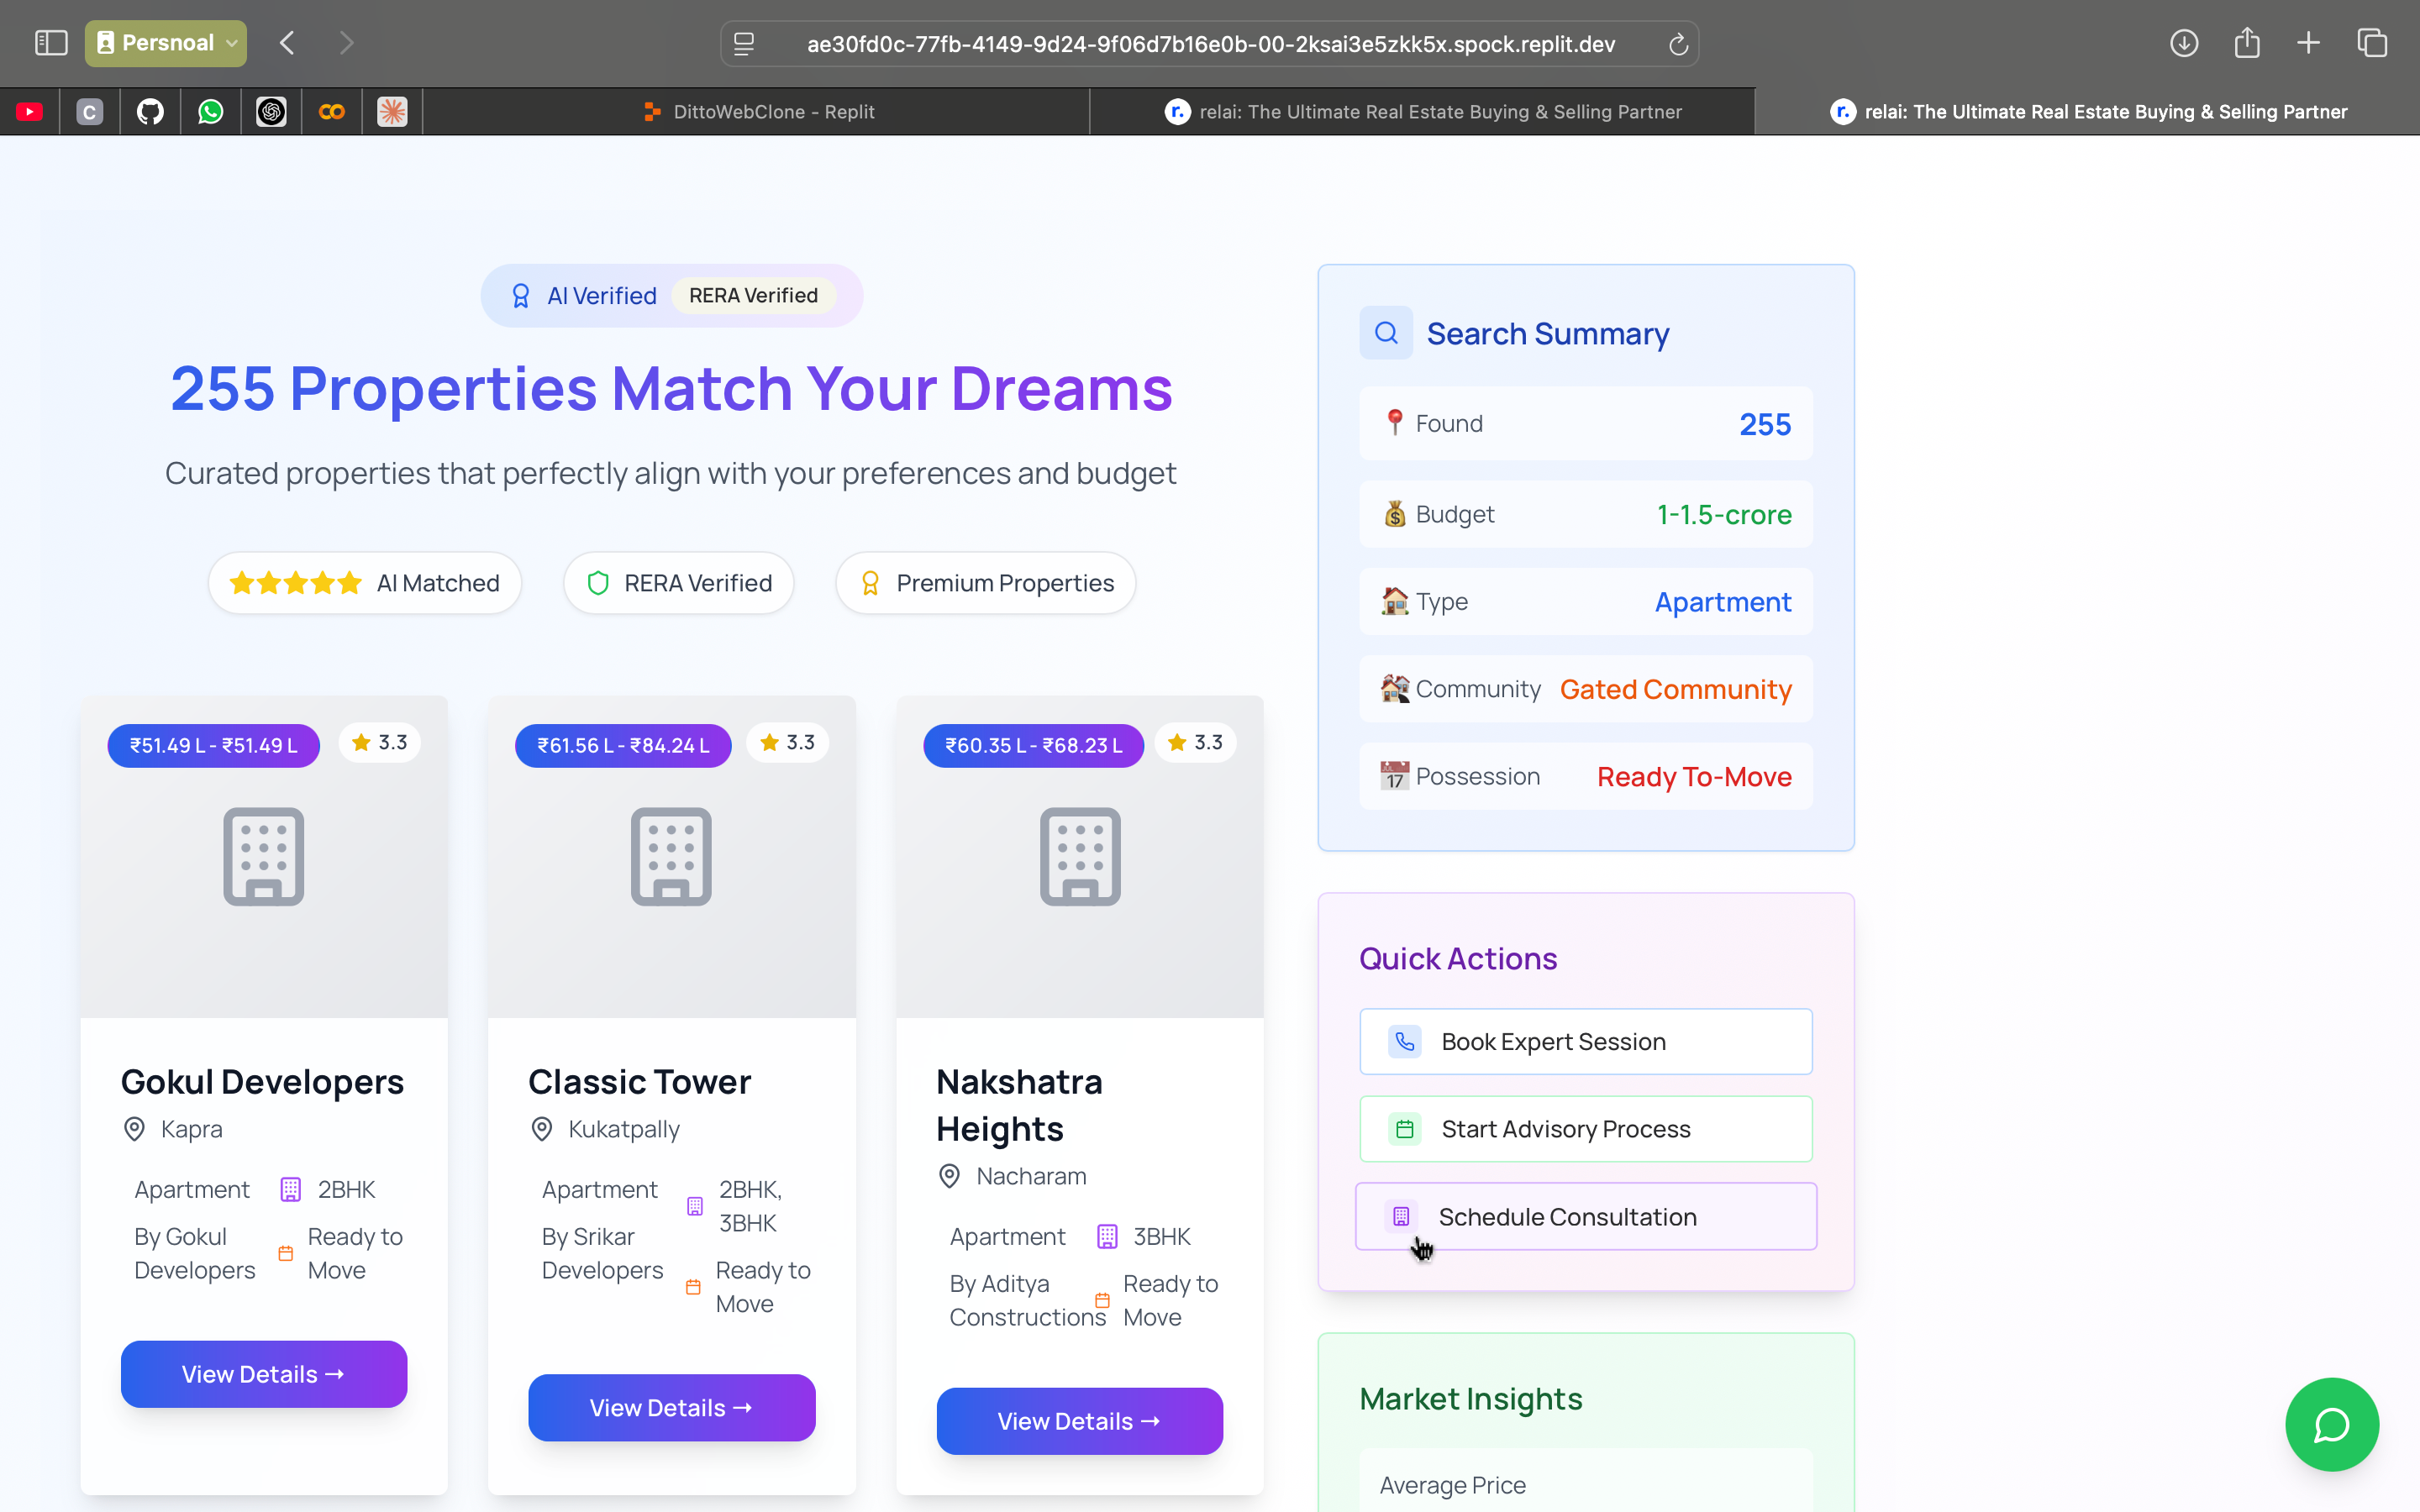 Persnoal
ae30fd0c-77fb-4149-9d24-9f06d7b16e0b-00-2ksai3e5zkk5x.spock.replit.dev
C
DittoWebClone - Replit
r.
relai: The Ultimate Real Estate Buying & Selling Partner
r.
relai: The Ultimate Real Estate Buying & Selling Partner
AI Verified
RERA Verified
255 Properties Match Your Dreams
Curated properties that perfectly align with your preferences and budget
AI Matched
RERA Verified
Premium Properties
₹51.49 L - ₹51.49 L
3.3
Gokul Developers
Kapra
Apartment
2BHK
By Gokul
Developers
Ready to
Move
View Details →
₹61.56 L - ₹84.24 L
3.3
Classic Tower
Kukatpally
Apartment
2BHK,
3BHK
By Srikar
Developers
Ready to
Move
View Details →
₹60.35 L - ₹68.23 L
3.3
Nakshatra
Heights
Nacharam
Apartment
3BHK
By Aditya
Constructions
Ready to
Move
View Details →
Search Summary
Found
255
Budget
1-1.5-crore
Type
Apartment
Community
Gated Community
17
Possession
Ready To-Move
Quick Actions
Book Expert Session
Start Advisory Process
Schedule Consultation
Market Insights
Average Price